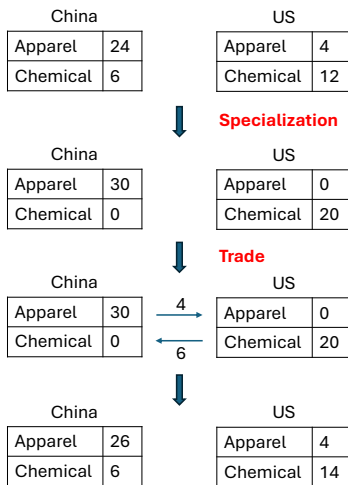 China US
Apparel 24 Apparel 4
Chemical 6 Chemical 12
Specialization
China US
Apparel 30 Apparel 0
Chemical 0 Chemical 20
Trade
China US
Apparel 30 4 Apparel 0
Chemical 0 6 Chemical 20
China US
Apparel 26 Apparel 4
Chemical 6 Chemical 14